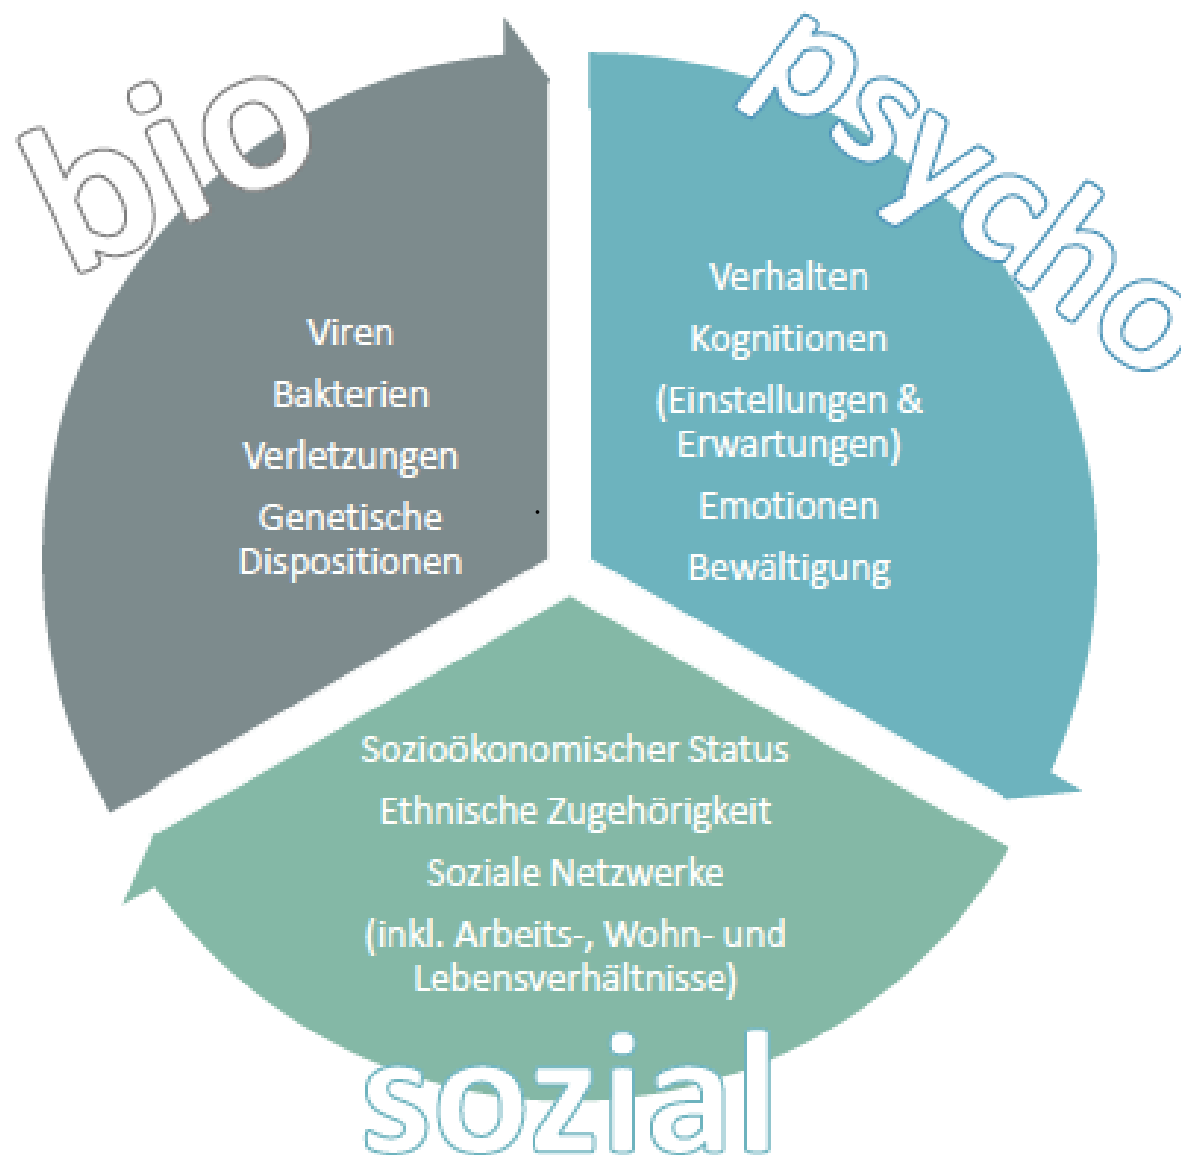 bio
Viren
Bakterien
Verletzungen
Genetische
Dispositionen
psycho
Verhalten
Kognitionen
(Einstellungen &
Erwartungen)
Emotionen
Bewältigung
Sozioökonomischer Status
Ethnische Zugehörigkeit
Soziale Netzwerke
(inkl. Arbeits-, Wohn- und
Lebensverhältnisse)
sozial